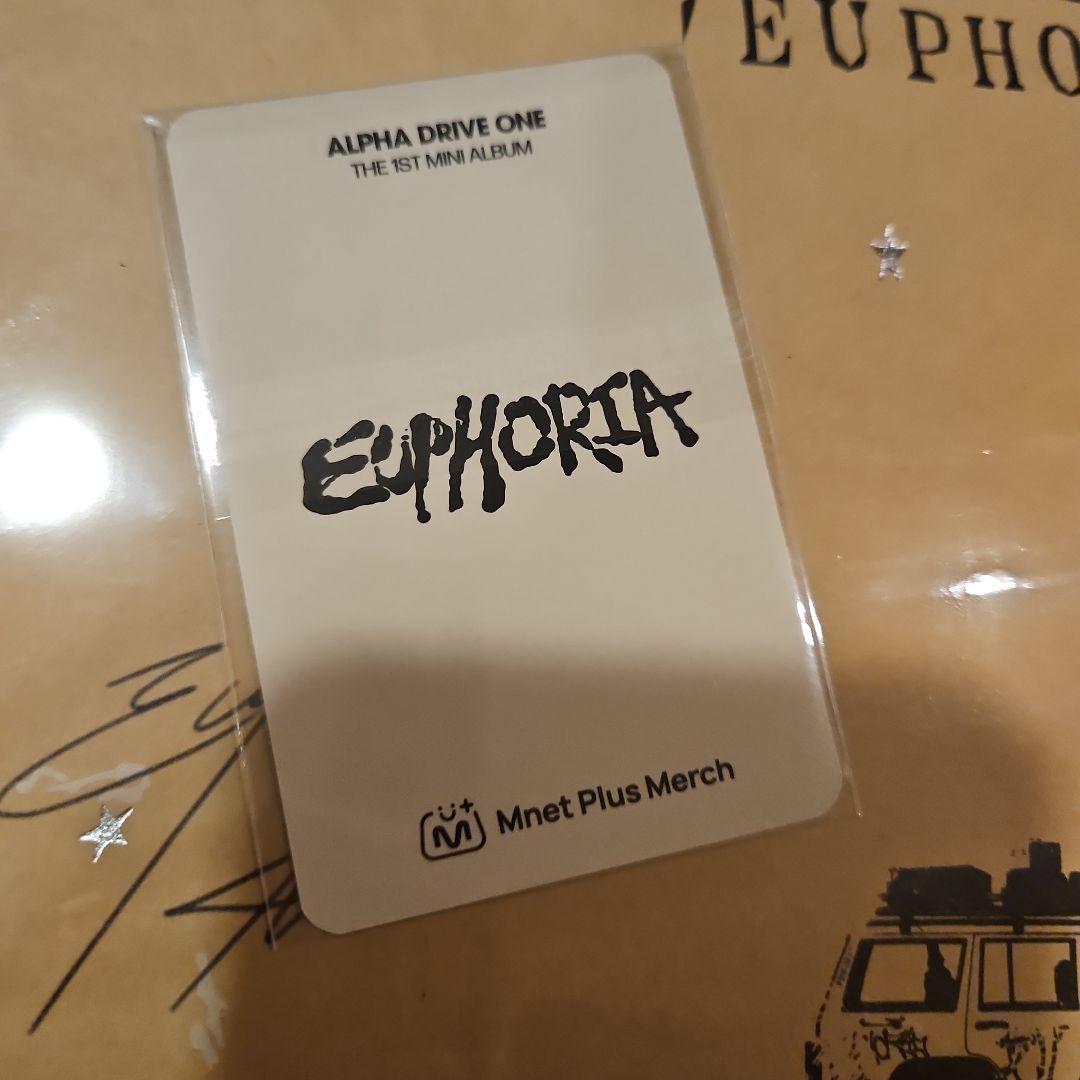 EUPHO
ALPHA DRIVE ONE
THE 1ST MINI ALBUM
EUPHORIA
Mnet Plus Merch